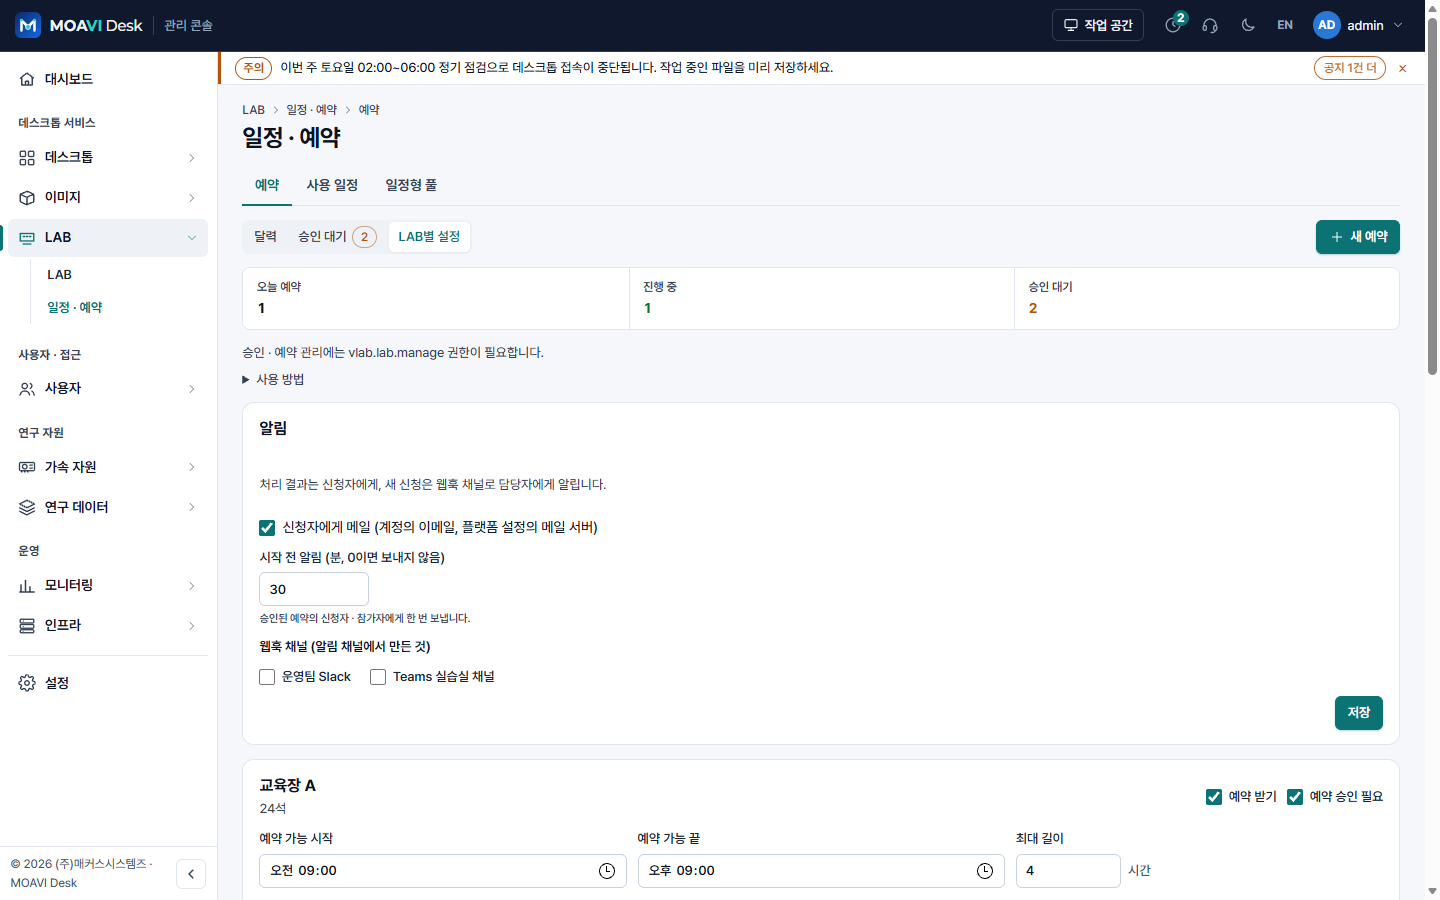 MOAVI Desk
관리 콘솔
작업 공간
2
EN
AD
admin
대시보드
데스크톱 서비스
데스크톱
이미지
LAB
LAB
일정 · 예약
사용자 · 접근
사용자
연구 자원
가속 자원
연구 데이터
운영
모니터링
인프라
설정
© 2026 (주)매커스시스템즈 ·
MOAVI Desk
주의
이번 주 토요일 02:00~06:00 정기 점검으로 데스크톱 접속이 중단됩니다. 작업 중인 파일을 미리 저장하세요.
공지 1건 더
×
LAB > 일정 · 예약 > 예약
일정 · 예약
예약 사용 일정 일정형 풀
달력 승인 대기 2 LAB별 설정
+ 새 예약
오늘 예약
1
진행 중
1
승인 대기
2
승인 · 예약 관리에는 vlab.lab.manage 권한이 필요합니다.
▶ 사용 방법
알림
처리 결과는 신청자에게, 새 신청은 웹훅 채널로 담당자에게 알립니다.
신청자에게 메일 (계정의 이메일, 플랫폼 설정의 메일 서버)
시작 전 알림 (분, 0이면 보내지 않음)
30
승인된 예약의 신청자 · 참가자에게 한 번 보냅니다.
웹훅 채널 (알림 채널에서 만든 것)
운영팀 Slack
Teams 실습실 채널
저장
교육장 A
24석
예약 받기
예약 승인 필요
예약 가능 시작
오전 09:00
예약 가능 끝
오후 09:00
최대 길이
4
시간